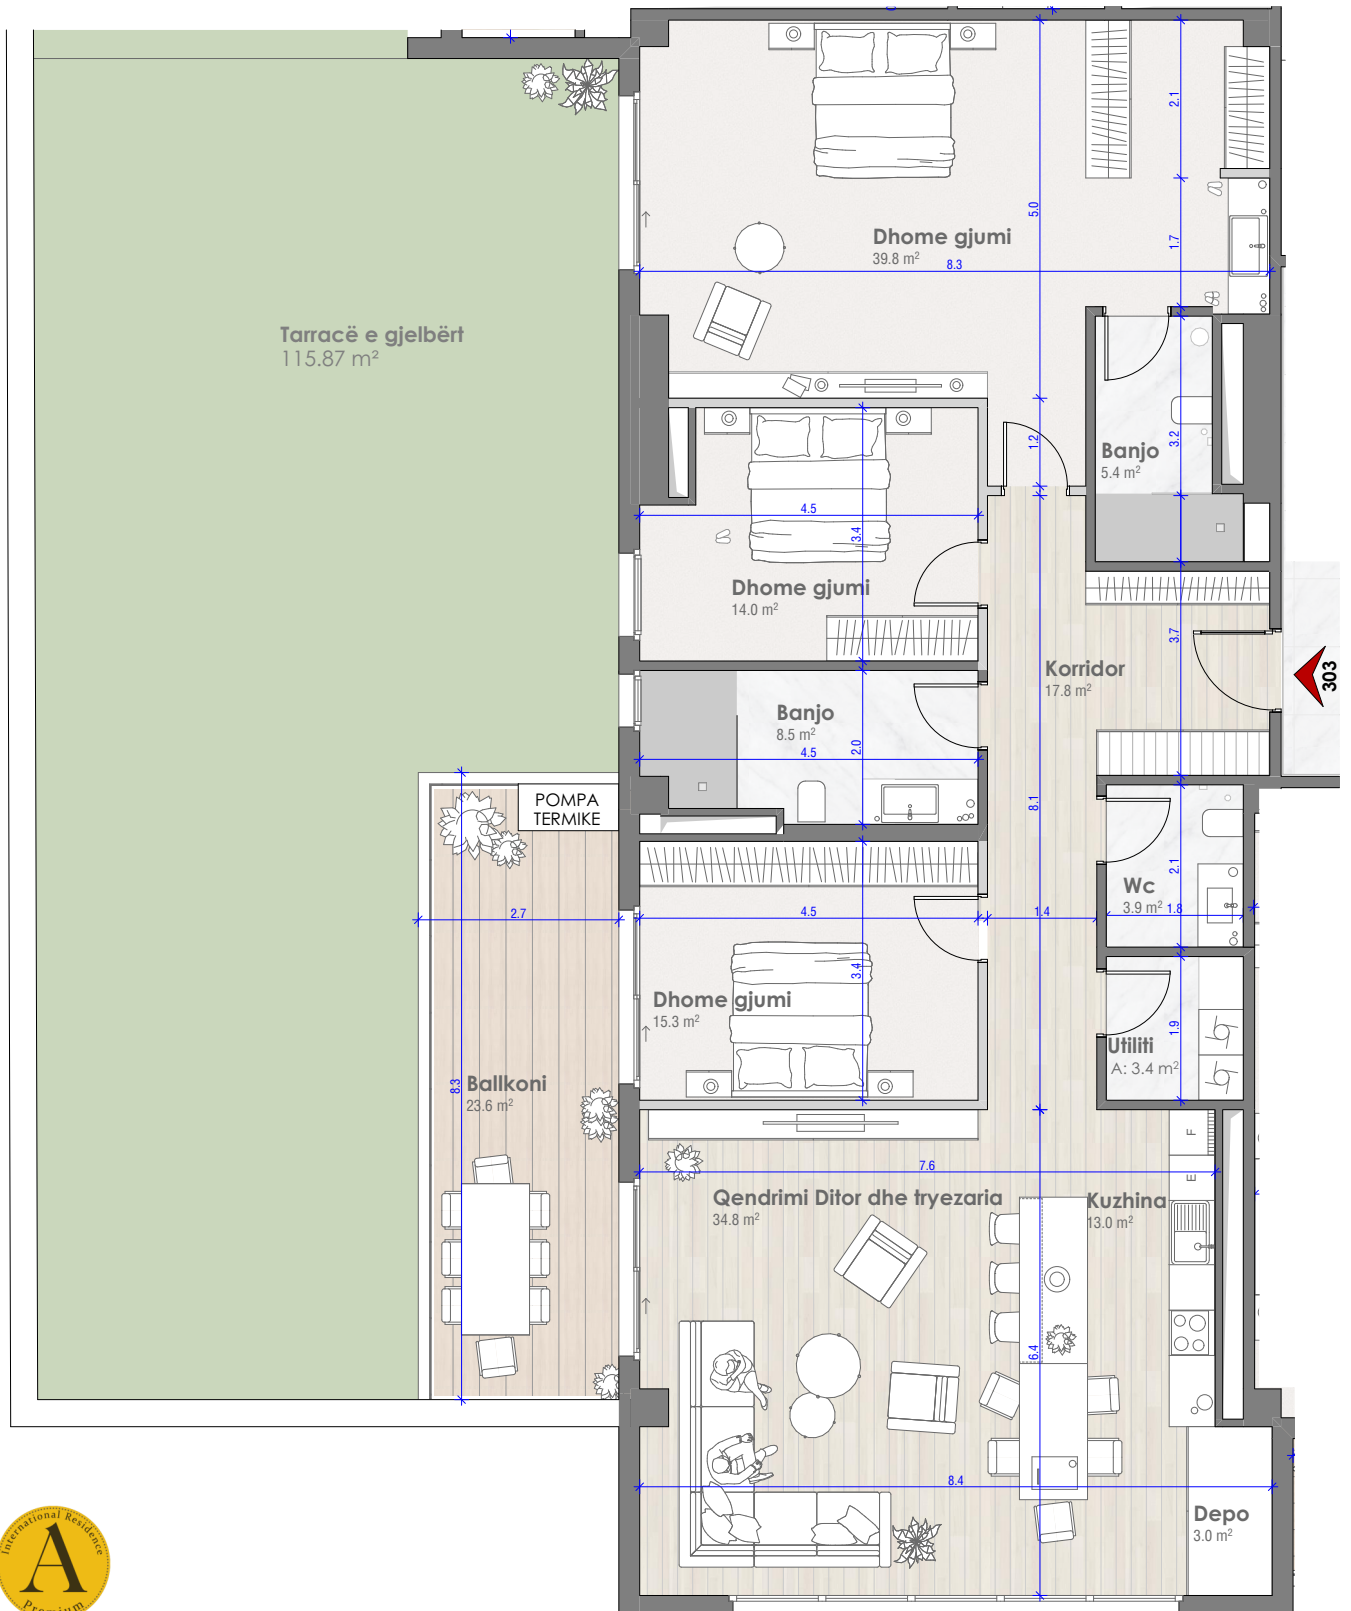 2.1
5.0
1.7
Dhome gjumi
39.8 m²
8.3
Tarracë e gjelbërt
115.87 m²
1.2
3.2
Banjo
5.4 m²
4.5
3.4
Dhome gjumi
14.0 m²
3.7
Korridor
17.8 m²
303
Banjo
8.5 m²
4.5
2.0
POMPA
TERMIKE
8.1
2.1
Wc
3.9 m²
1.8
2.7
4.5
1.4
3.4
Dhome gjumi
15.3 m²
1.9
Utiliti
A: 3.4 m²
8.3
Ballkoni
23.6 m²
F
E
7.6
Qendrimi Ditor dhe tryezaria
34.8 m²
Kuzhina
13.0 m²
6.4
8.4
Depo
3.0 m²
International Residence
A
Premium